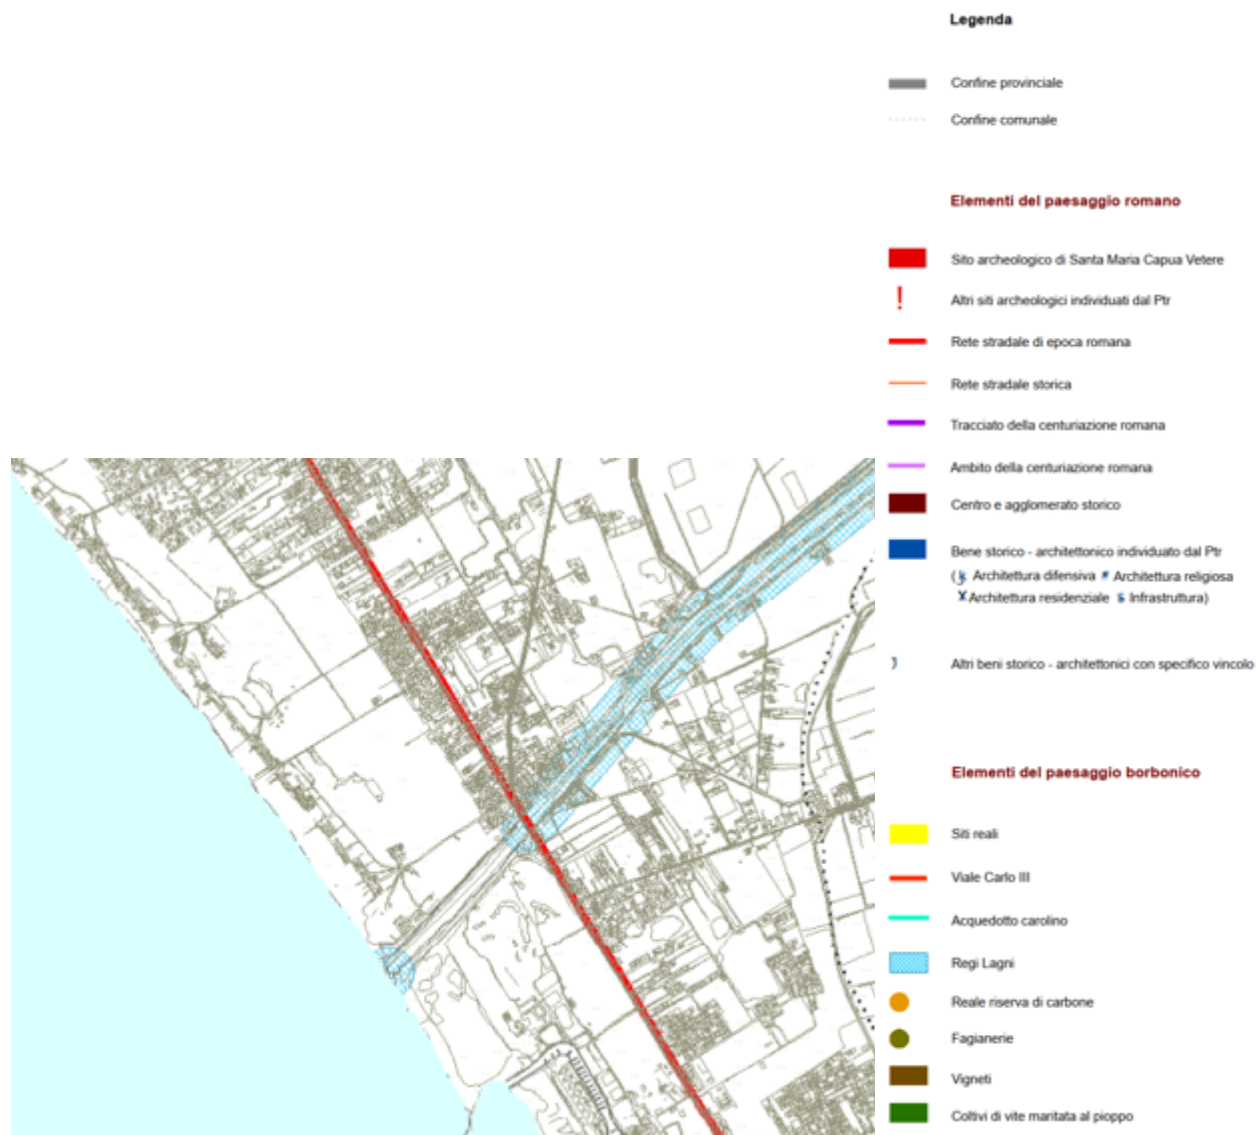 Legenda
Confine provinciale
Confine comunale
Elementi del paesaggio romano
Sito archeologico di Santa Maria Capua Vetere
Altri siti archeologici individuati dal Ptr
Rete stradale di epoca romana
Rete stradale storica
Tracciato della centuriazione romana
Ambito della centuriazione romana
Centro e agglomerato storico
Bene storico - architettonico individuato dal Ptr
( Architettura difensiva Architettura religiosa
Architettura residenziale Infrastruttura)
Altri beni storico - architettonici con specifico vincolo
Elementi del paesaggio borbonico
Siti reali
Viale Carlo III
Acquedotto carolino
Regi Lagni
Reale riserva di carbone
Fagianerie
Vigneti
Coltivi di vite maritata al pioppo